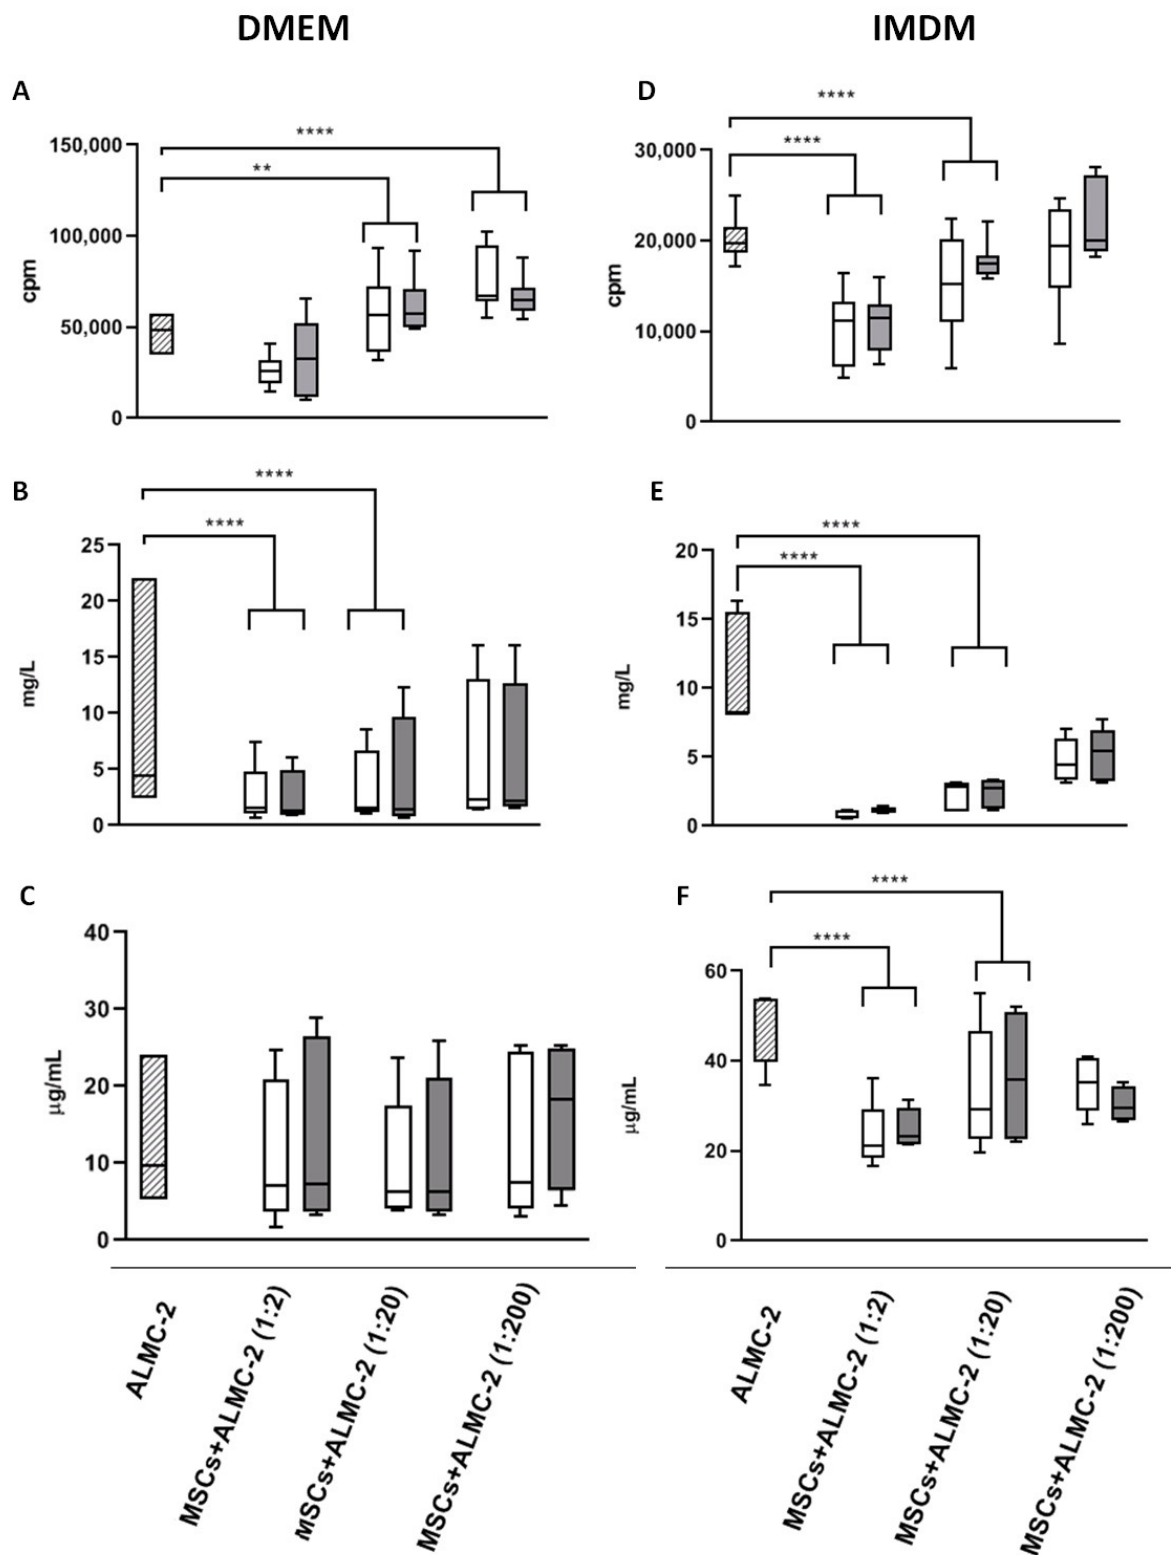 DMEM
IMDM
A
****
**
150,000
100,000
50,000
0
cpm
D
****
****
30,000
20,000
10,000
0
cpm
B
****
****
25
20
15
10
5
0
mg/L
E
****
****
20
15
10
5
0
mg/L
C
40
30
20
10
0
µg/mL
F
****
****
60
40
20
0
µg/mL
ALMC-2
MSCs+ALMC-2 (1:2)
MSCs+ALMC-2 (1:20)
MSCs+ALMC-2 (1:200)
ALMC-2
MSCs+ALMC-2 (1:2)
MSCs+ALMC-2 (1:20)
MSCs+ALMC-2 (1:200)